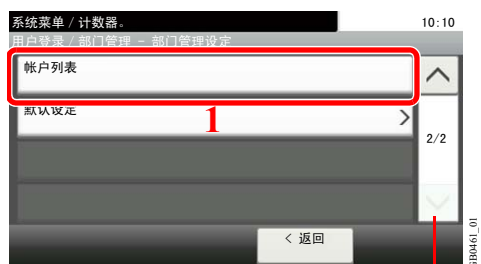 系统菜单 / 计数器。
10:10
用户登录 / 部门管理 - 部门管理设定
帐户列表
默认设定
1
2/2
< 返回
GB0461_01